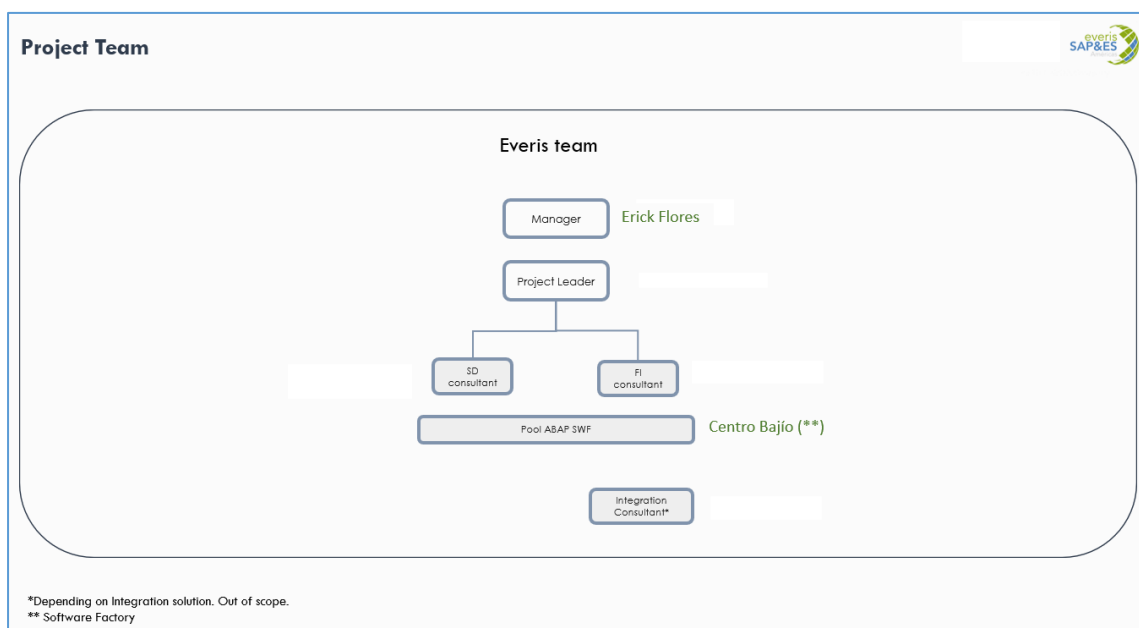 Project Team
everis
SAP&ES
Everis team
Manager
Erick Flores
Project Leader
SD
consultant
FI
consultant
Pool ABAP SWF
Centro Bajío (**)
Integration
Consultant*
*Depending on Integration solution. Out of scope.
** Software Factory